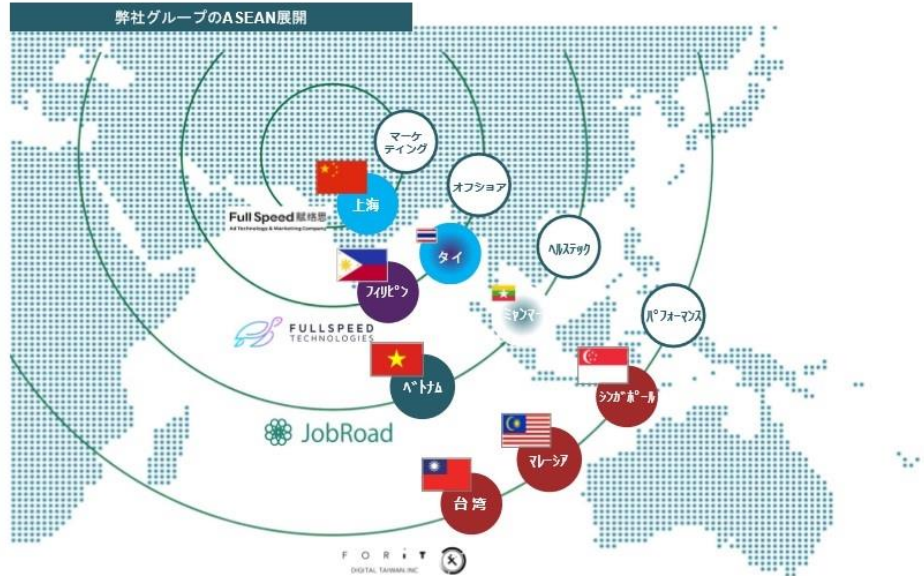 弊社グループのASEAN展開
マーケ
ティング
オフショア
上海
Full Speed 赋络思
Ad Technology & Marketing Company
タイ
ヘルステック
フィリピン
ミャンマー
パフォーマンス
FULLSPEED
TECHNOLOGIES
ベトナム
シンガポール
JobRoad
マレーシア
台湾
FORiT
DIGITAL TAIWAN INC